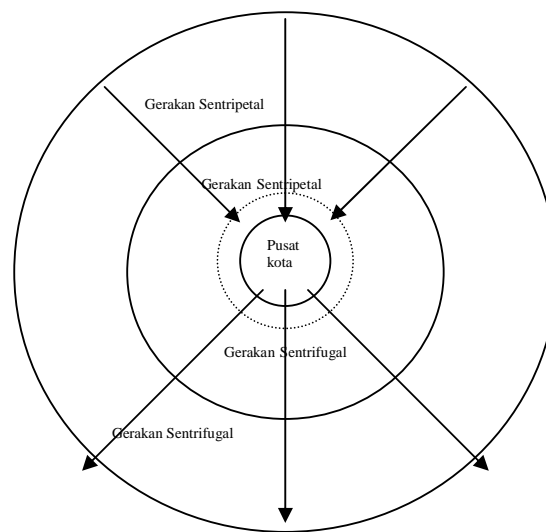 Gerakan Sentripetal
Gerakan Sentripetal
Pusat
kota
Gerakan Sentrifugal
Gerakan Sentrifugal